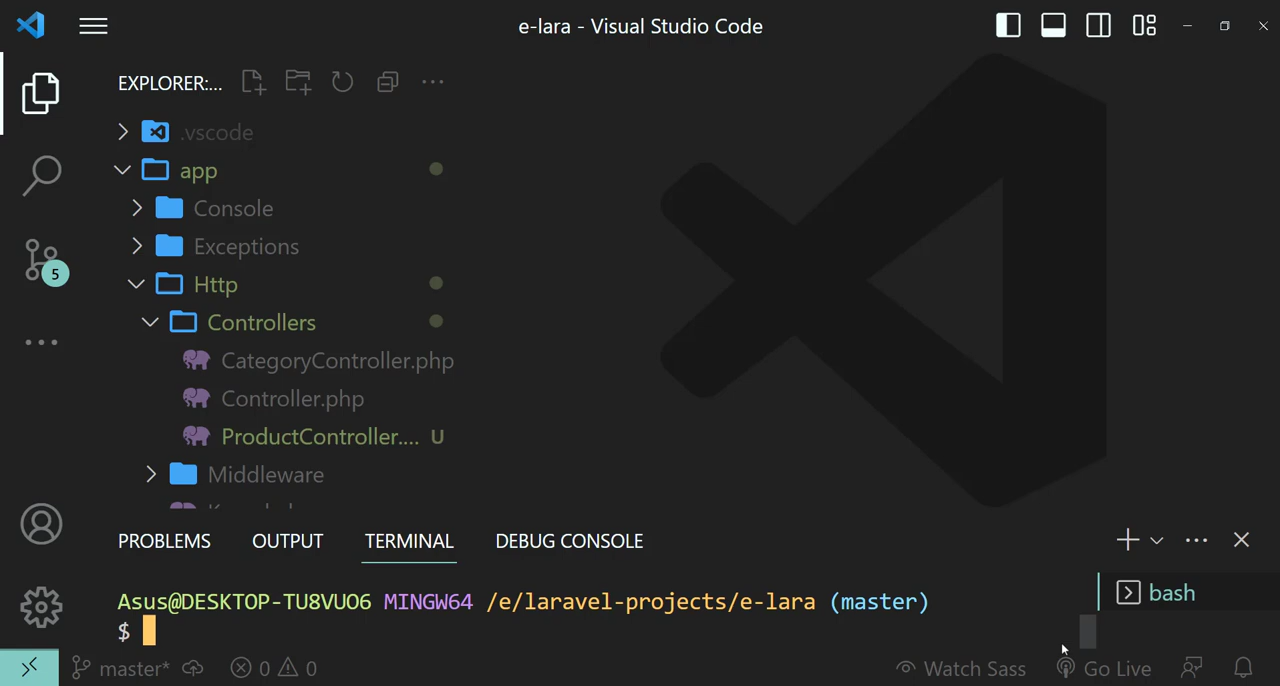 e-lara - Visual Studio Code
EXPLORER:...
.vscode
app
Console
Exceptions
Http
Controllers
CategoryController.php
Controller.php
ProductController.... U
Middleware
5
PROBLEMS OUTPUT TERMINAL DEBUG CONSOLE
Asus@DESKTOP-TU8VUO6 MINGW64 /e/laravel-projects/e-lara (master)
$
bash
master* 0 0 Watch Sass Go Live